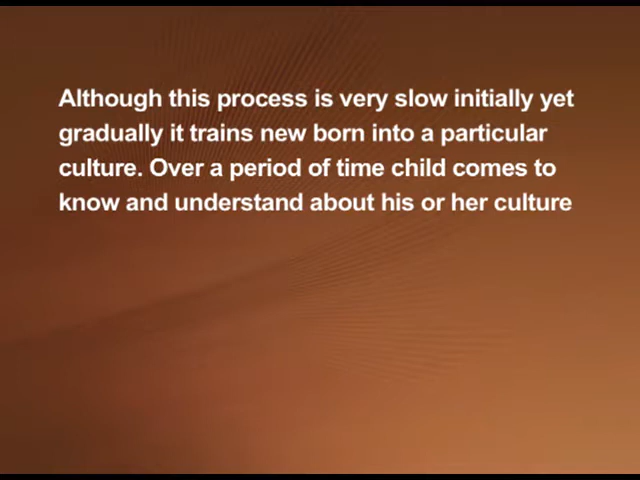 Although this process is very slow initially yet
gradually it trains new born into a particular
culture. Over a period of time child comes to
know and understand about his or her culture